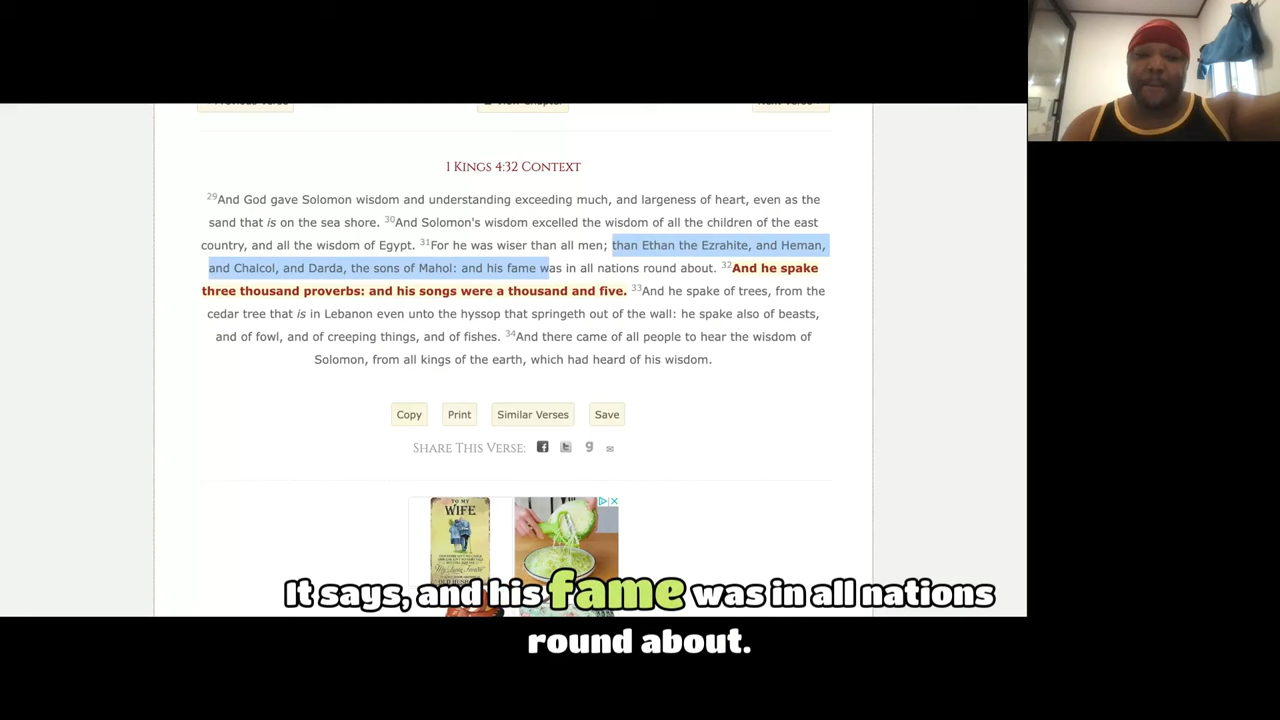 1 Kings 4:32 Context
29And God gave Solomon wisdom and understanding exceeding much, and largeness of heart, even as the
sand that is on the sea shore. 30And Solomon's wisdom excelled the wisdom of all the children of the east
country, and all the wisdom of Egypt. 31For he was wiser than all men; than Ethan the Ezrahite, and Heman,
and Chalcol, and Darda, the sons of Mahol: and his fame was in all nations round about. 32And he spake
three thousand proverbs: and his songs were a thousand and five. 33And he spake of trees, from the
cedar tree that is in Lebanon even unto the hyssop that springeth out of the wall: he spake also of beasts,
and of fowl, and of creeping things, and of fishes. 34And there came of all people to hear the wisdom of
Solomon, from all kings of the earth, which had heard of his wisdom.
Copy Print Similar Verses Save
Share This Verse:
TO MY
WIFE
It says, and his fame was in all nations
round about.